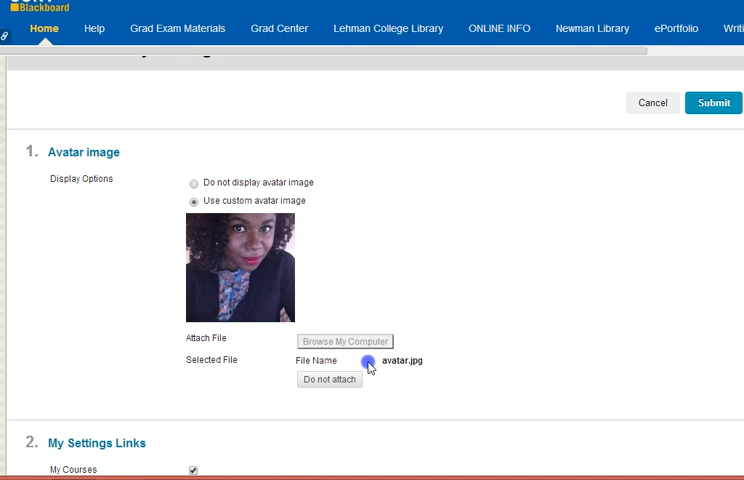 Blackboard
Home Help Grad Exam Materials Grad Center Lehman College Library ONLINE INFO Newman Library ePortfolio Writi
Cancel Submit
1. Avatar image
Display Options
Do not display avatar image
Use custom avatar image
Attach File Browse My Computer
Selected File File Name avatar.jpg
Do not attach
2. My Settings Links
My Courses